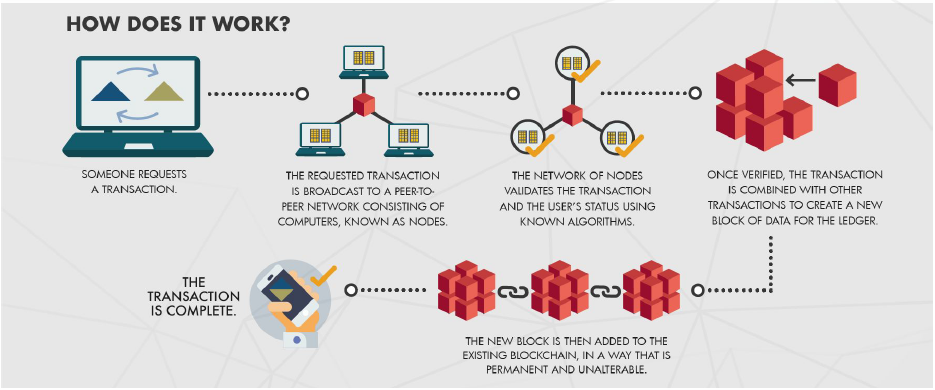 HOW DOES IT WORK?
SOMEONE REQUESTS
A TRANSACTION.
THE REQUESTED TRANSACTION
IS BROADCAST TO A PEER-TO-
PEER NETWORK CONSISTING OF
COMPUTERS, KNOWN AS NODES.
THE NETWORK OF NODES
VALIDATES THE TRANSACTION
AND THE USER'S STATUS USING
KNOWN ALGORITHMS.
ONCE VERIFIED, THE TRANSACTION
IS COMBINED WITH OTHER
TRANSACTIONS TO CREATE A NEW
BLOCK OF DATA FOR THE LEDGER.
THE NEW BLOCK IS THEN ADDED TO THE
EXISTING BLOCKCHAIN, IN A WAY THAT IS
PERMANENT AND UNALTERABLE.
THE
TRANSACTION
IS COMPLETE.